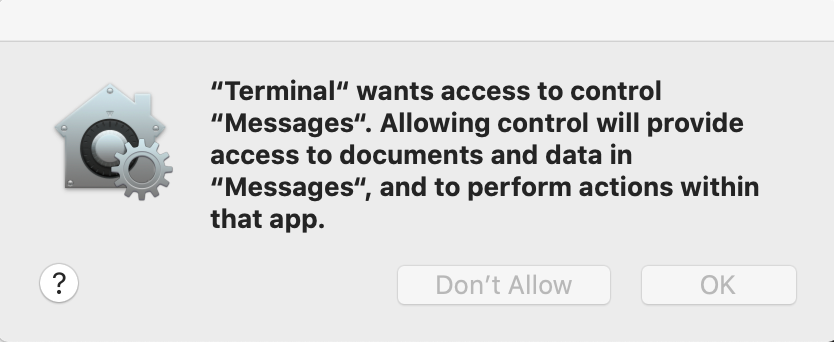 “Terminal“ wants access to control
“Messages“. Allowing control will provide
access to documents and data in
“Messages“, and to perform actions within
that app.
?
Don’t Allow
OK